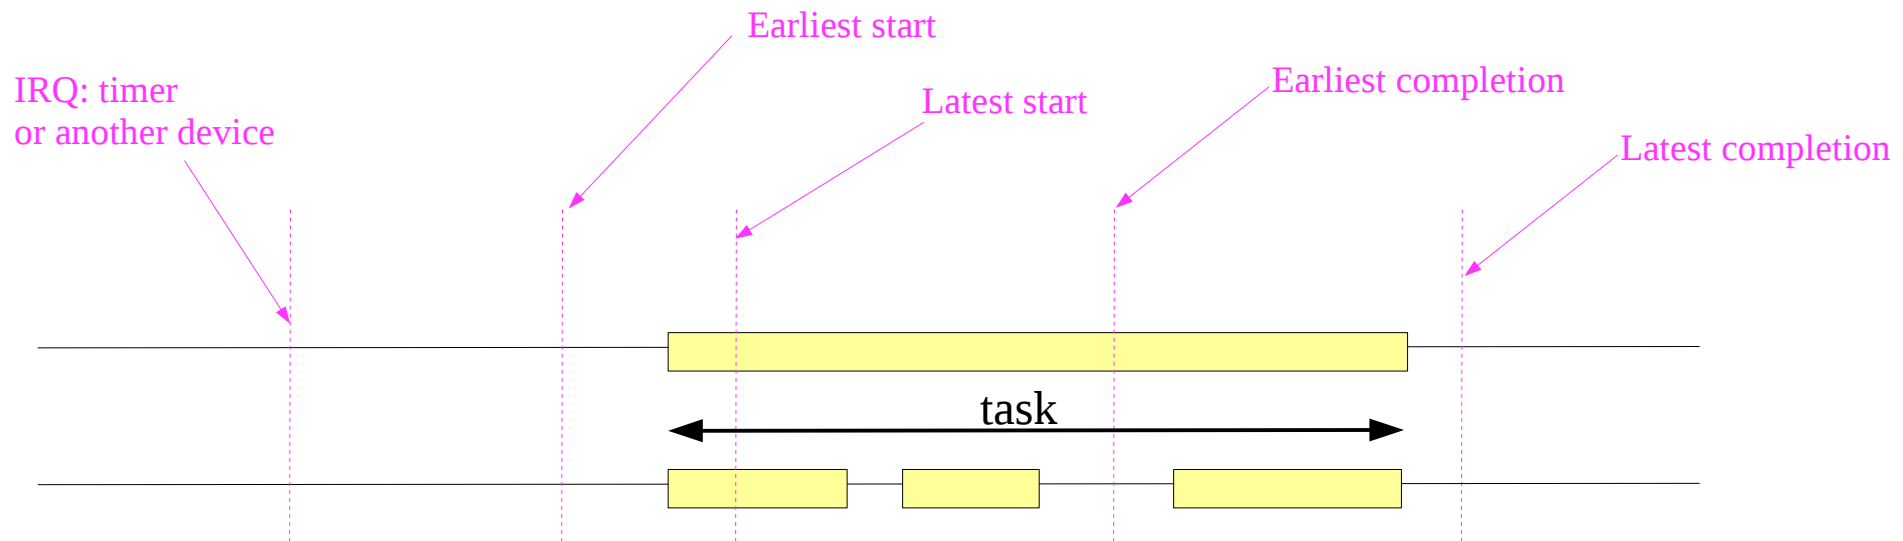 Earliest start
IRQ: timer
or another device
Latest start
Earliest completion
Latest completion
task